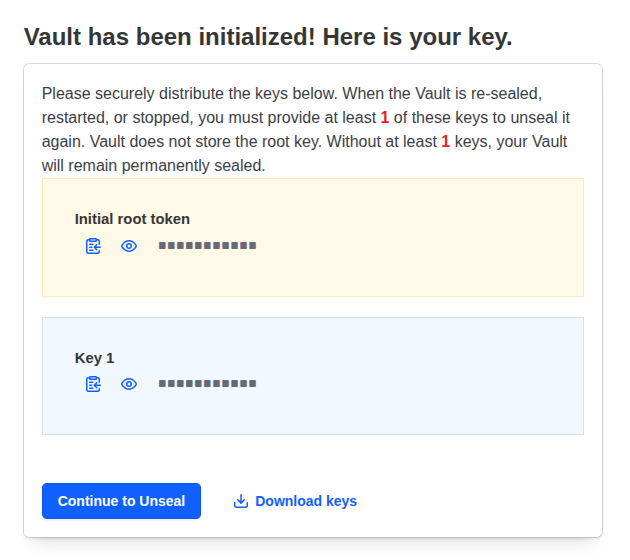 Vault has been initialized! Here is your key.
Please securely distribute the keys below. When the Vault is re-sealed,
restarted, or stopped, you must provide at least 1 of these keys to unseal it
again. Vault does not store the root key. Without at least 1 keys, your Vault
will remain permanently sealed.
Initial root token
■■■■■■■■■■■
Key 1
■■■■■■■■■■■
Continue to Unseal
Download keys